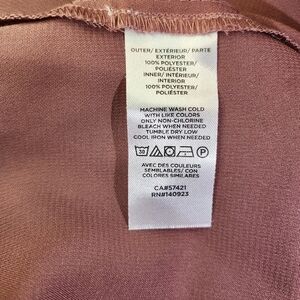 OUTER/ EXTÉRIEUR/ PARTE
EXTERIOR
100% POLYESTER/
POLIÉSTER
INNER/ INTÉRIEUR/
INTERIOR
100% POLYESTER/
POLIÉSTER
MACHINE WASH COLD
WITH LIKE COLORS
ONLY NON-CHLORINE
BLEACH WHEN NEEDED
TUMBLE DRY LOW
COOL IRON WHEN NEEDED
30 P
AVEC DES COULEURS
SEMBLABLES/ CON
COLORES SIMILARES
CA#57421
RN#140923